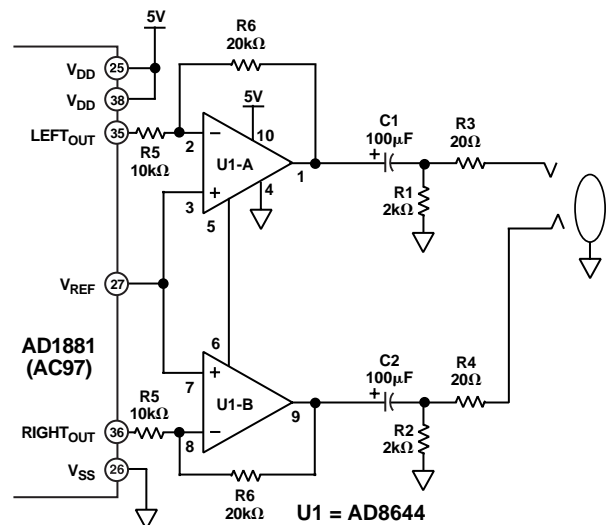 5V
R6
20kΩ
V_DD 25
V_DD 38
5V
LEFT_OUT 35
R5
10kΩ
2
−
10
U1-A
1
C1
100μF
+
R3
20Ω
4
+
3
5
R1
2kΩ
V_REF 27
AD1881
(AC97)
6
7
+
U1-B
9
C2
100μF
+
R4
20Ω
R5
10kΩ
RIGHT_OUT 36
8
−
R2
2kΩ
V_SS 26
R6
20kΩ
U1 = AD8644